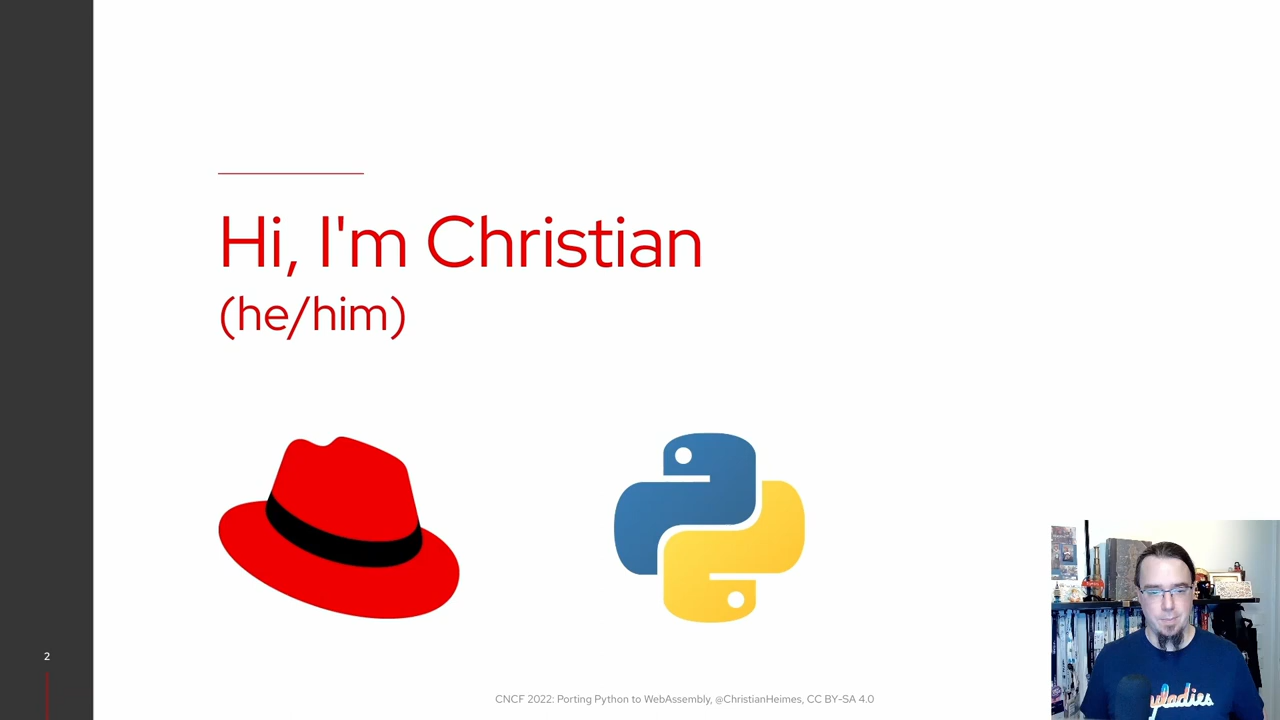 Hi, I'm Christian
(he/him)
2
CNCF 2022: Porting Python to WebAssembly, @ChristianHeimes, CC BY-SA 4.0